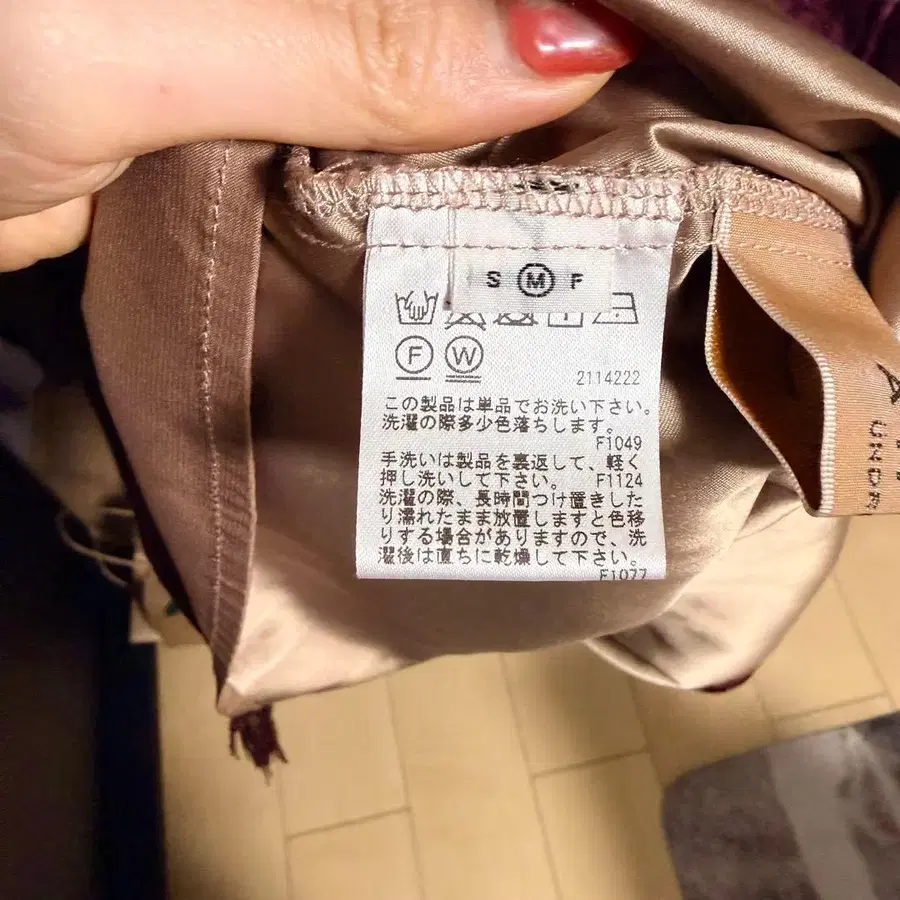 S M F
F W
2114222
この製品は単品でお洗い下さい。
洗濯の際多少色落ちします。
F1049
手洗いは製品を裏返して、軽く
押し洗いして下さい。 F1124
洗濯の際、長時間つけ置きした
り濡れたまま放置しますと色移
りする場合がありますので、洗
濯後は直ちに乾燥して下さい。
F1077